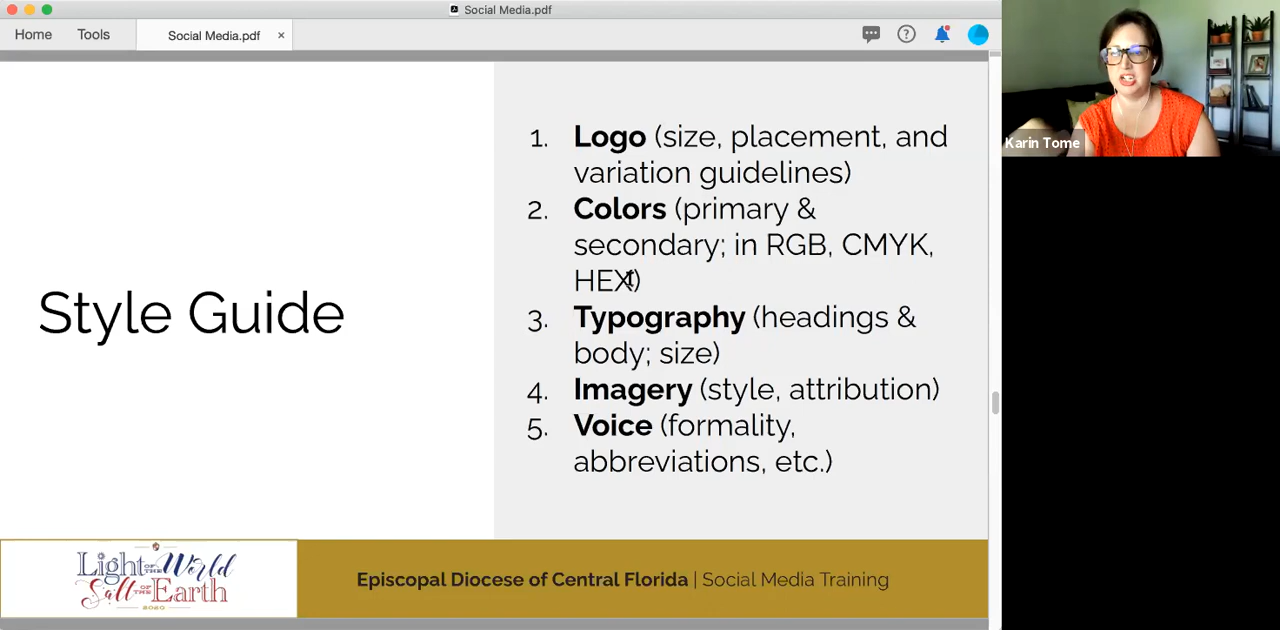 Social Media.pdf
Home
Tools
Social Media.pdf
×
Karin Tome
Style Guide
1. Logo (size, placement, and
variation guidelines)
2. Colors (primary &
secondary; in RGB, CMYK,
HEX)
3. Typography (headings &
body; size)
4. Imagery (style, attribution)
5. Voice (formality,
abbreviations, etc.)
Light OF THE World
Salt OF THE Earth
2020
Episcopal Diocese of Central Florida | Social Media Training